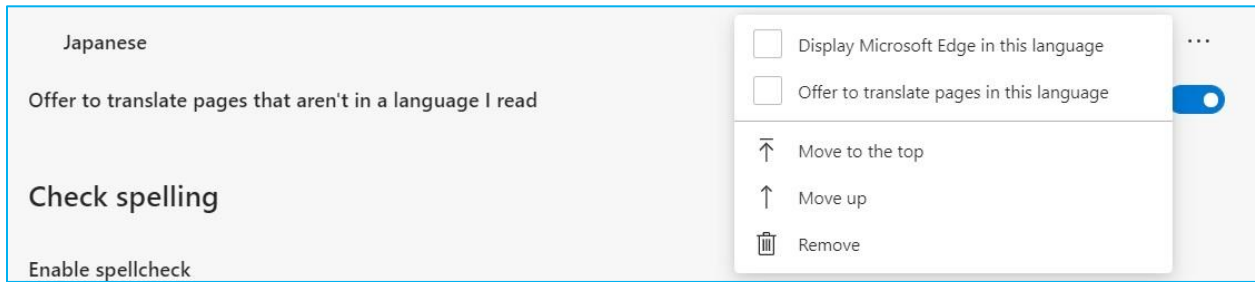 Japanese
Display Microsoft Edge in this language
...
Offer to translate pages that aren't in a language I read
Offer to translate pages in this language
Move to the top
Check spelling
Move up
Remove
Enable spellcheck